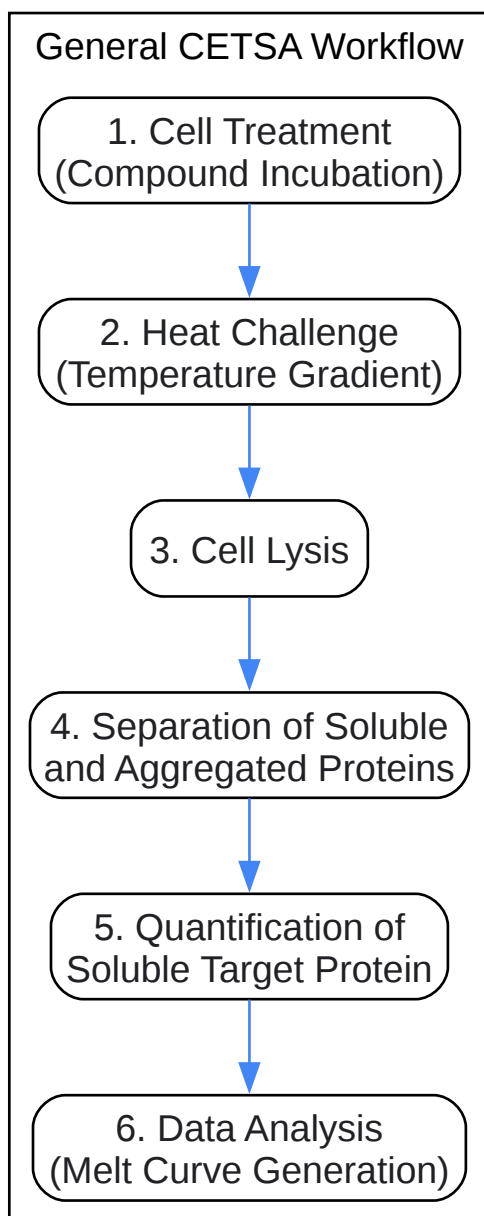 General CETSA Workflow
1. Cell Treatment
(Compound Incubation)
2. Heat Challenge
(Temperature Gradient)
3. Cell Lysis
4. Separation of Soluble
and Aggregated Proteins
5. Quantification of
Soluble Target Protein
6. Data Analysis
(Melt Curve Generation)